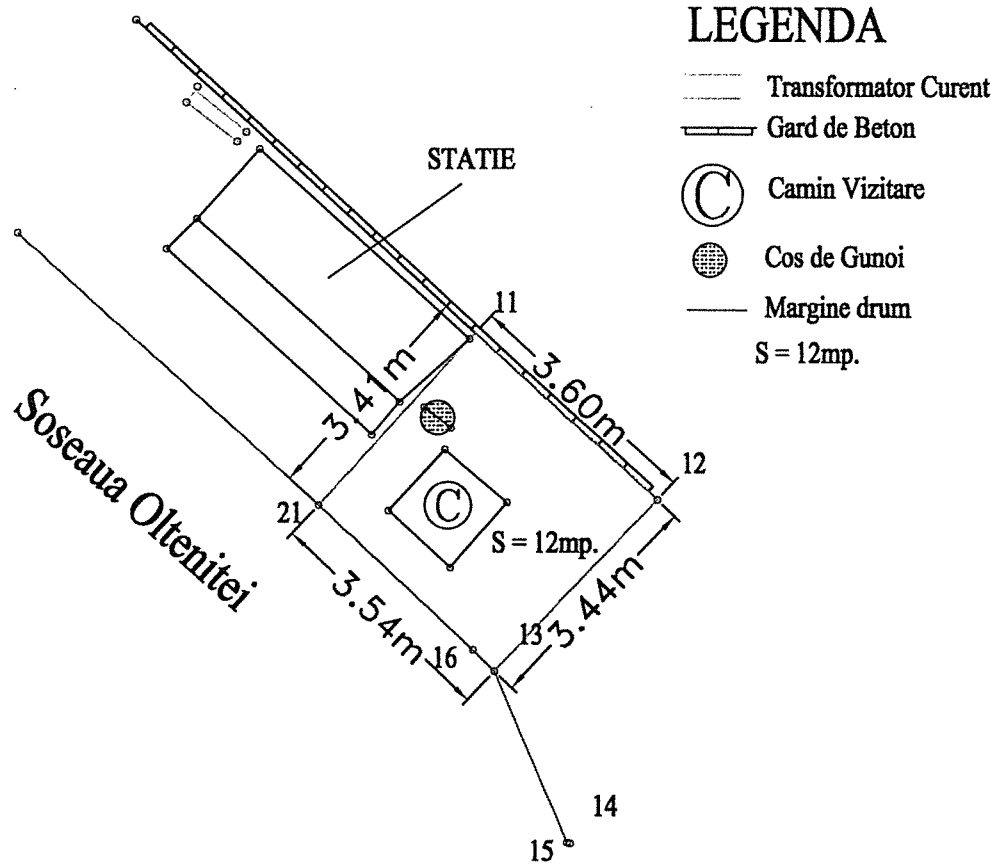 LEGENDA
Transformator Curent
Gard de Beton
C
Camin Vizitare
Cos de Gunoi
Margine drum
S = 12mp.
STATIE
11
3.41m
3.60m
12
Soseaua Oltenitei
21
C
S = 12mp.
3.54m
3.44m
13
16
14
15